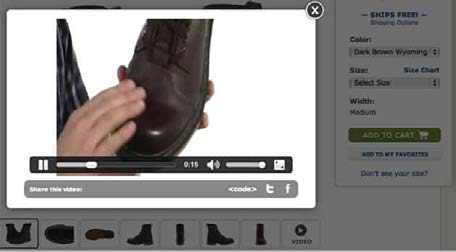 — SHIPS FREE! —
Shipping Options
Color:
Dark Brown Wyoming
Size:
Size Chart
Select Size
Width:
Medium
ADD TO CART
ADD TO MY FAVORITES
Don't see your size?
0:15
Share this video:
<code>
t
f
VIDEO